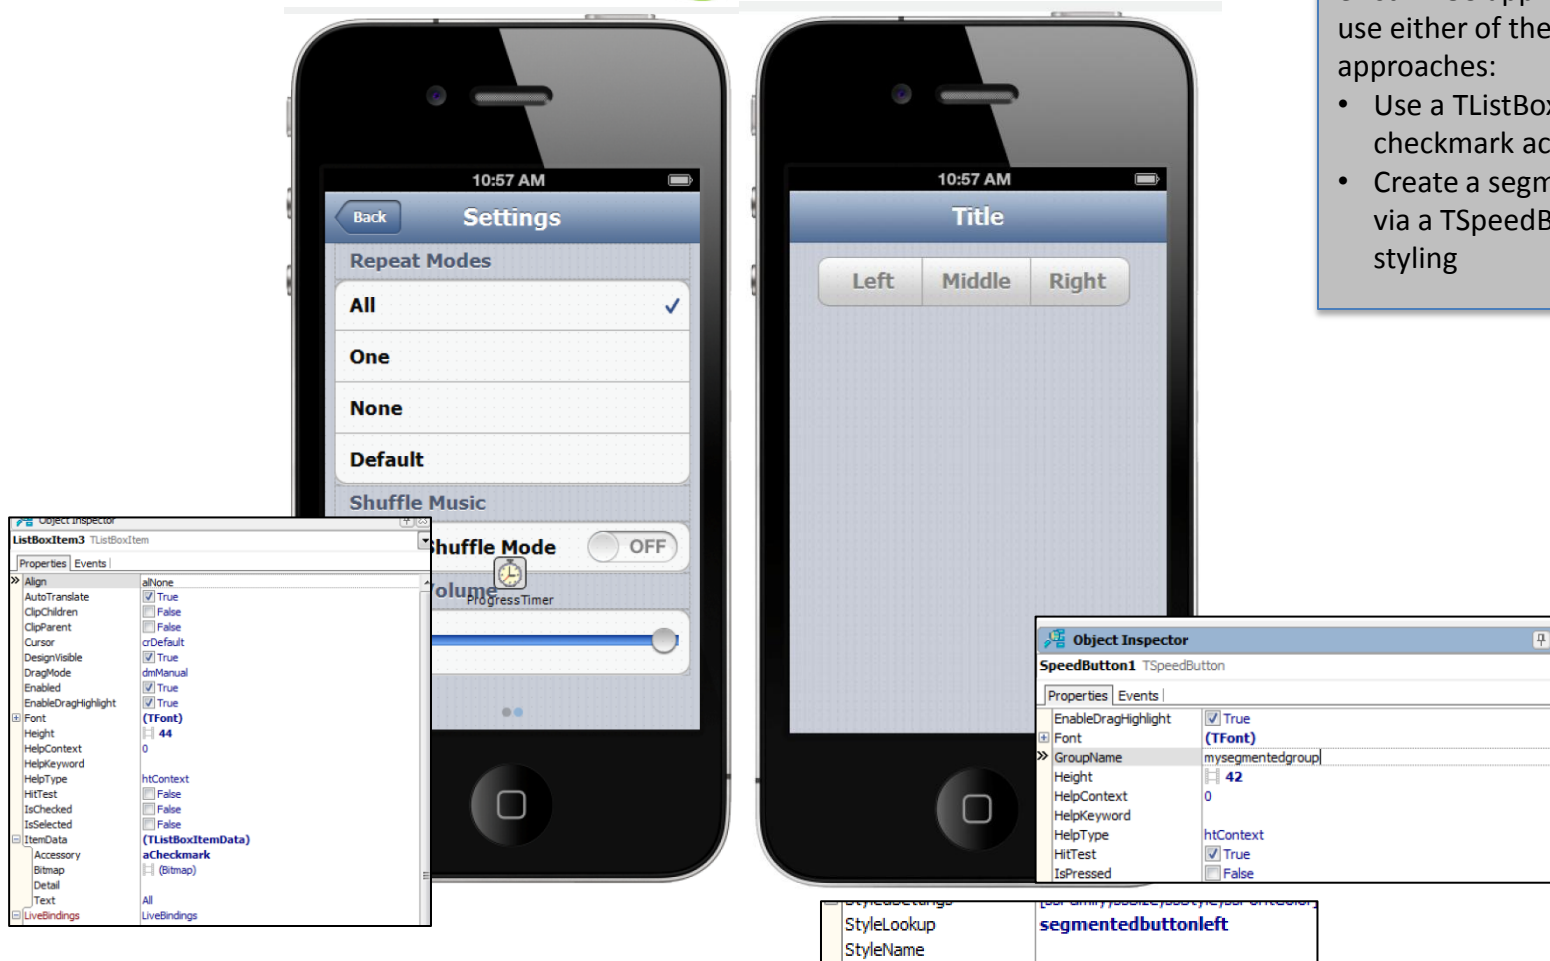 use either of the
approaches:
• Use a TListBox
checkmark ac
• Create a segm
via a TSpeedB
styling
10:57 AM
Back
Settings
Repeat Modes
All
One
None
Default
Shuffle Music
Shuffle Mode
OFF
ProgressTimer
10:57 AM
Title
Left
Middle
Right
Object Inspector
ListBoxItem3 TListBoxItem
Properties Events
Align alNone
AutoTranslate True
ClipChildren False
ClipParent False
Cursor crDefault
DesignVisible True
DragMode dmManual
Enabled True
EnableDragHighlight True
Font (TFont)
Height 44
HelpContext 0
HelpKeyword
HelpType htContext
HitTest False
IsChecked False
IsSelected False
ItemData (TListBoxItemData)
Accessory aCheckmark
Bitmap (Bitmap)
Detail
Text All
LiveBindings LiveBindings
Object Inspector
SpeedButton1 TSpeedButton
Properties Events
EnableDragHighlight True
Font (TFont)
GroupName mysegmentedgroup
Height 42
HelpContext 0
HelpKeyword
HelpType htContext
HitTest True
IsPressed False
StyleLookup segmentedbuttonleft
StyleName